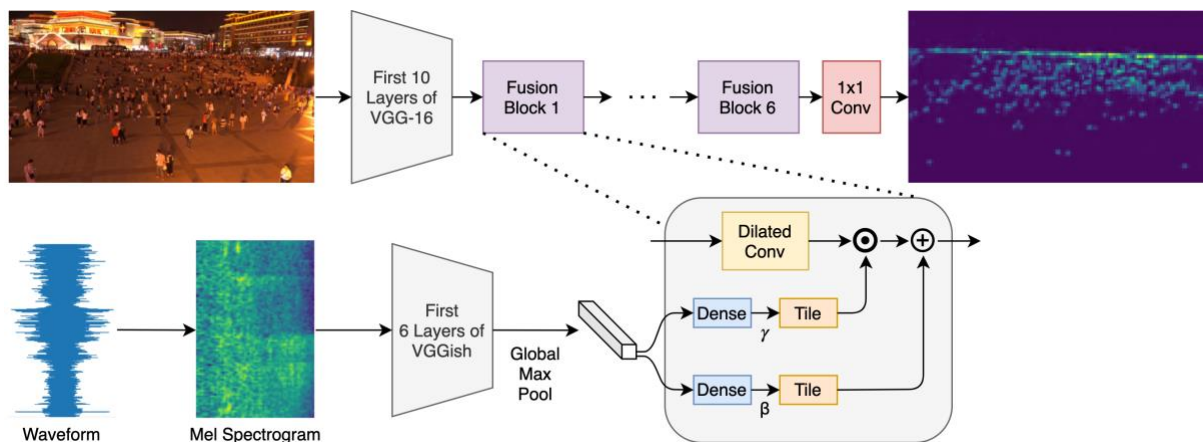 First 10
Layers of
VGG-16
Fusion
Block 1
...
Fusion
Block 6
1x1
Conv
Dilated
Conv
Dense
γ
Tile
Dense
β
Tile
First
6 Layers of
VGGish
Global
Max
Pool
Waveform
Mel Spectrogram